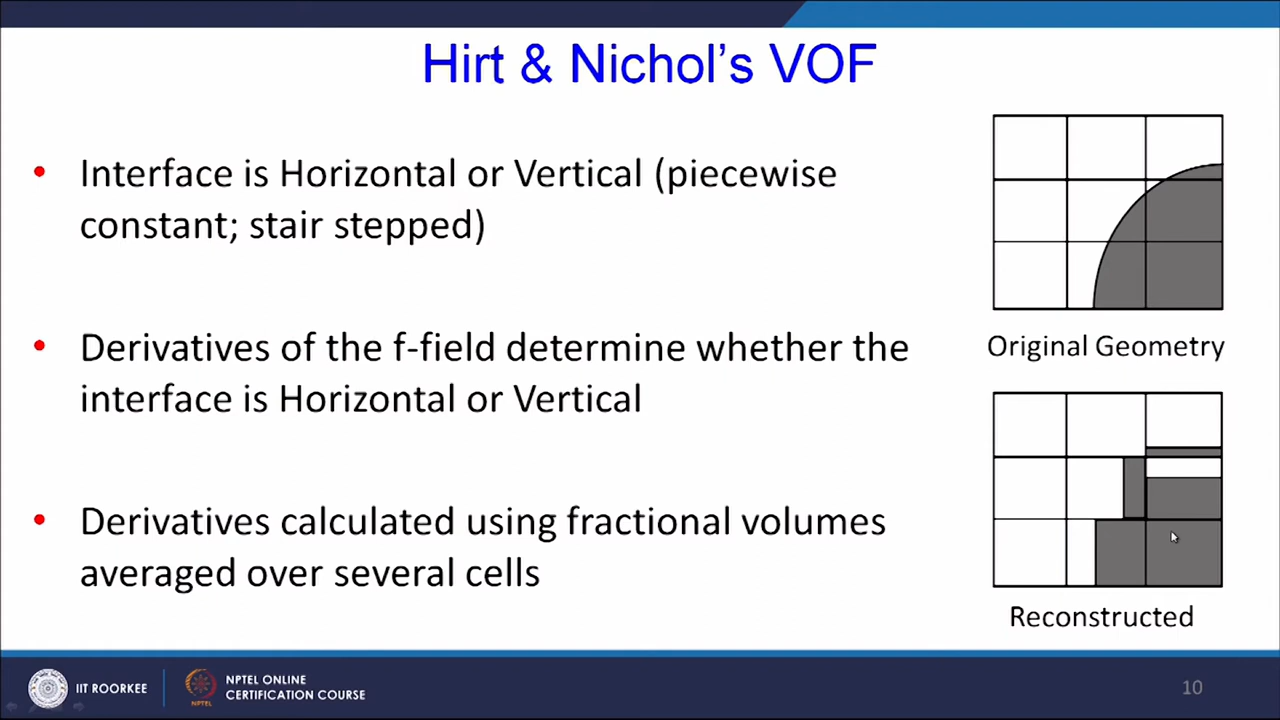 Hirt & Nichol's VOF
• Interface is Horizontal or Vertical (piecewise
constant; stair stepped)
• Derivatives of the f-field determine whether the
interface is Horizontal or Vertical
• Derivatives calculated using fractional volumes
averaged over several cells
Original Geometry
Reconstructed
IIT ROORKEE
NPTEL
NPTEL ONLINE
CERTIFICATION COURSE
10